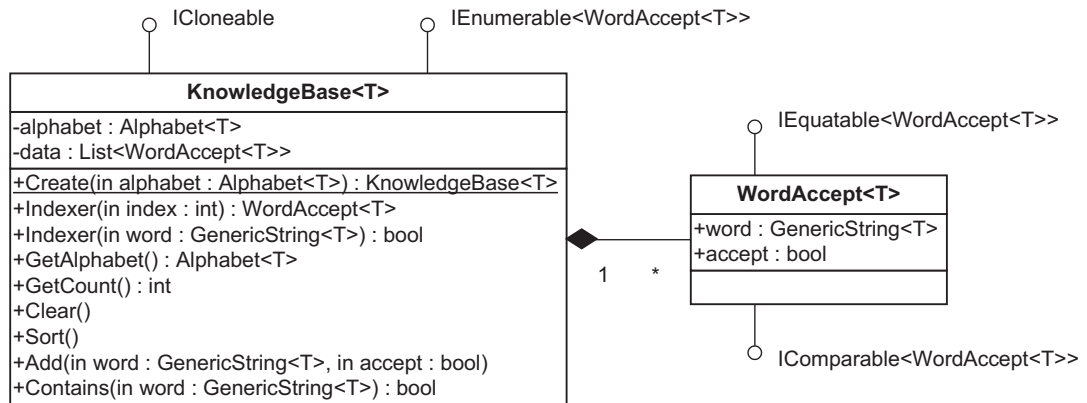 ICloneable
IEnumerable<WordAccept<T>>
KnowledgeBase<T>
-alphabet : Alphabet<T>
-data : List<WordAccept<T>>
+Create(in alphabet : Alphabet<T>) : KnowledgeBase<T>
+Indexer(in index : int) : WordAccept<T>
+Indexer(in word : GenericString<T>) : bool
+GetAlphabet() : Alphabet<T>
+GetCount() : int
+Clear()
+Sort()
+Add(in word : GenericString<T>, in accept : bool)
+Contains(in word : GenericString<T>) : bool
1
*
IEquatable<WordAccept<T>>
WordAccept<T>
+word : GenericString<T>
+accept : bool
IComparable<WordAccept<T>>